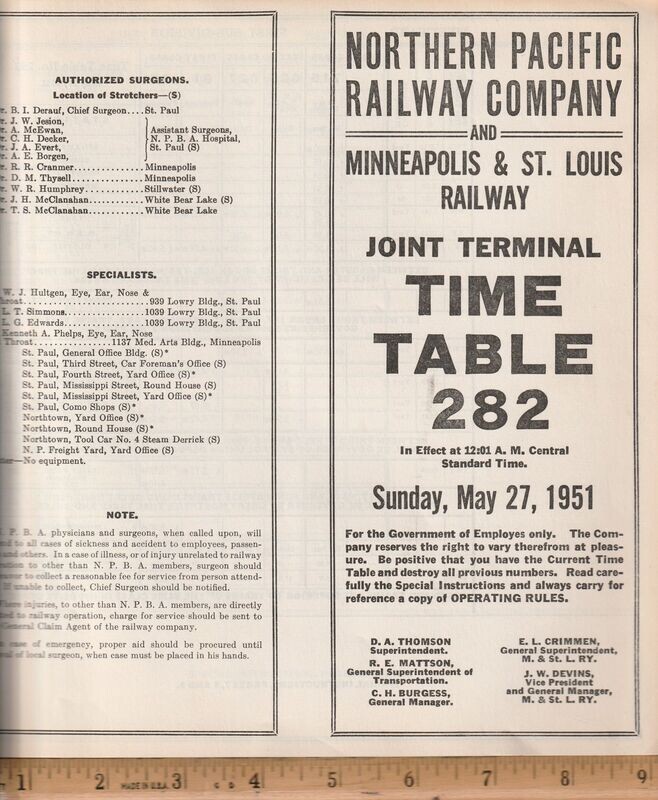 AUTHORIZED SURGEONS.
Location of Stretchers—(S)
B. I. Derauf, Chief Surgeon....St. Paul
J. W. Jesion,
A. McEwan,
C. H. Decker,
J. A. Evert,
A. E. Borgen,
Assistant Surgeons,
N. P. B. A. Hospital,
St. Paul (S)
R. R. Cranmer...............Minneapolis
D. M. Thysell................Minneapolis
W. R. Humphrey.............Stillwater (S)
J. H. McClanahan............White Bear Lake (S)
T. S. McClanahan............White Bear Lake
SPECIALISTS.
W. J. Hultgen, Eye, Ear, Nose &
Throat.......................939 Lowry Bldg., St. Paul
L. T. Simmons................1039 Lowry Bldg., St. Paul
L. G. Edwards................1039 Lowry Bldg., St. Paul
Kenneth A. Phelps, Eye, Ear, Nose
Throat...............1137 Med. Arts Bldg., Minneapolis
St. Paul, General Office Bldg. (S)*
St. Paul, Third Street, Car Foreman's Office (S)
St. Paul, Fourth Street, Yard Office (S)*
St. Paul, Mississippi Street, Round House (S)
St. Paul, Mississippi Street, Yard Office (S)*
St. Paul, Como Shops (S)*
Northtown, Yard Office (S)*
Northtown, Round House (S)*
Northtown, Tool Car No. 4 Steam Derrick (S)
N. P. Freight Yard, Yard Office (S)
—No equipment.
NOTE.
P. B. A. physicians and surgeons, when called upon, will
to all cases of sickness and accident to employees, passen-
and others. In a case of illness, or of injury unrelated to railway
to other than N. P. B. A. members, surgeon should
to collect a reasonable fee for service from person attend-
If unable to collect, Chief Surgeon should be notified.
injuries, to other than N. P. B. A. members, are directly
to railway operation, charge for service should be sent to
General Claim Agent of the railway company.
case of emergency, proper aid should be procured until
of local surgeon, when case must be placed in his hands.
NORTHERN PACIFIC
RAILWAY COMPANY
AND
MINNEAPOLIS & ST. LOUIS
RAILWAY
JOINT TERMINAL
TIME
TABLE
282
In Effect at 12:01 A. M. Central
Standard Time.
Sunday, May 27, 1951
For the Government of Employes only. The Com-
pany reserves the right to vary therefrom at pleas-
ure. Be positive that you have the Current Time
Table and destroy all previous numbers. Read care-
fully the Special Instructions and always carry for
reference a copy of OPERATING RULES.
D. A. THOMSON
Superintendent.
R. E. MATTSON,
General Superintendent of
Transportation.
C. H. BURGESS,
General Manager.
E. L. CRIMMEN,
General Superintendent,
M. & St. L. RY.
J. W. DEVINS,
Vice President
and General Manager,
M. & St. L. RY.
1 2 MADE IN U.S.A. 3 4 5 6 7 8 9